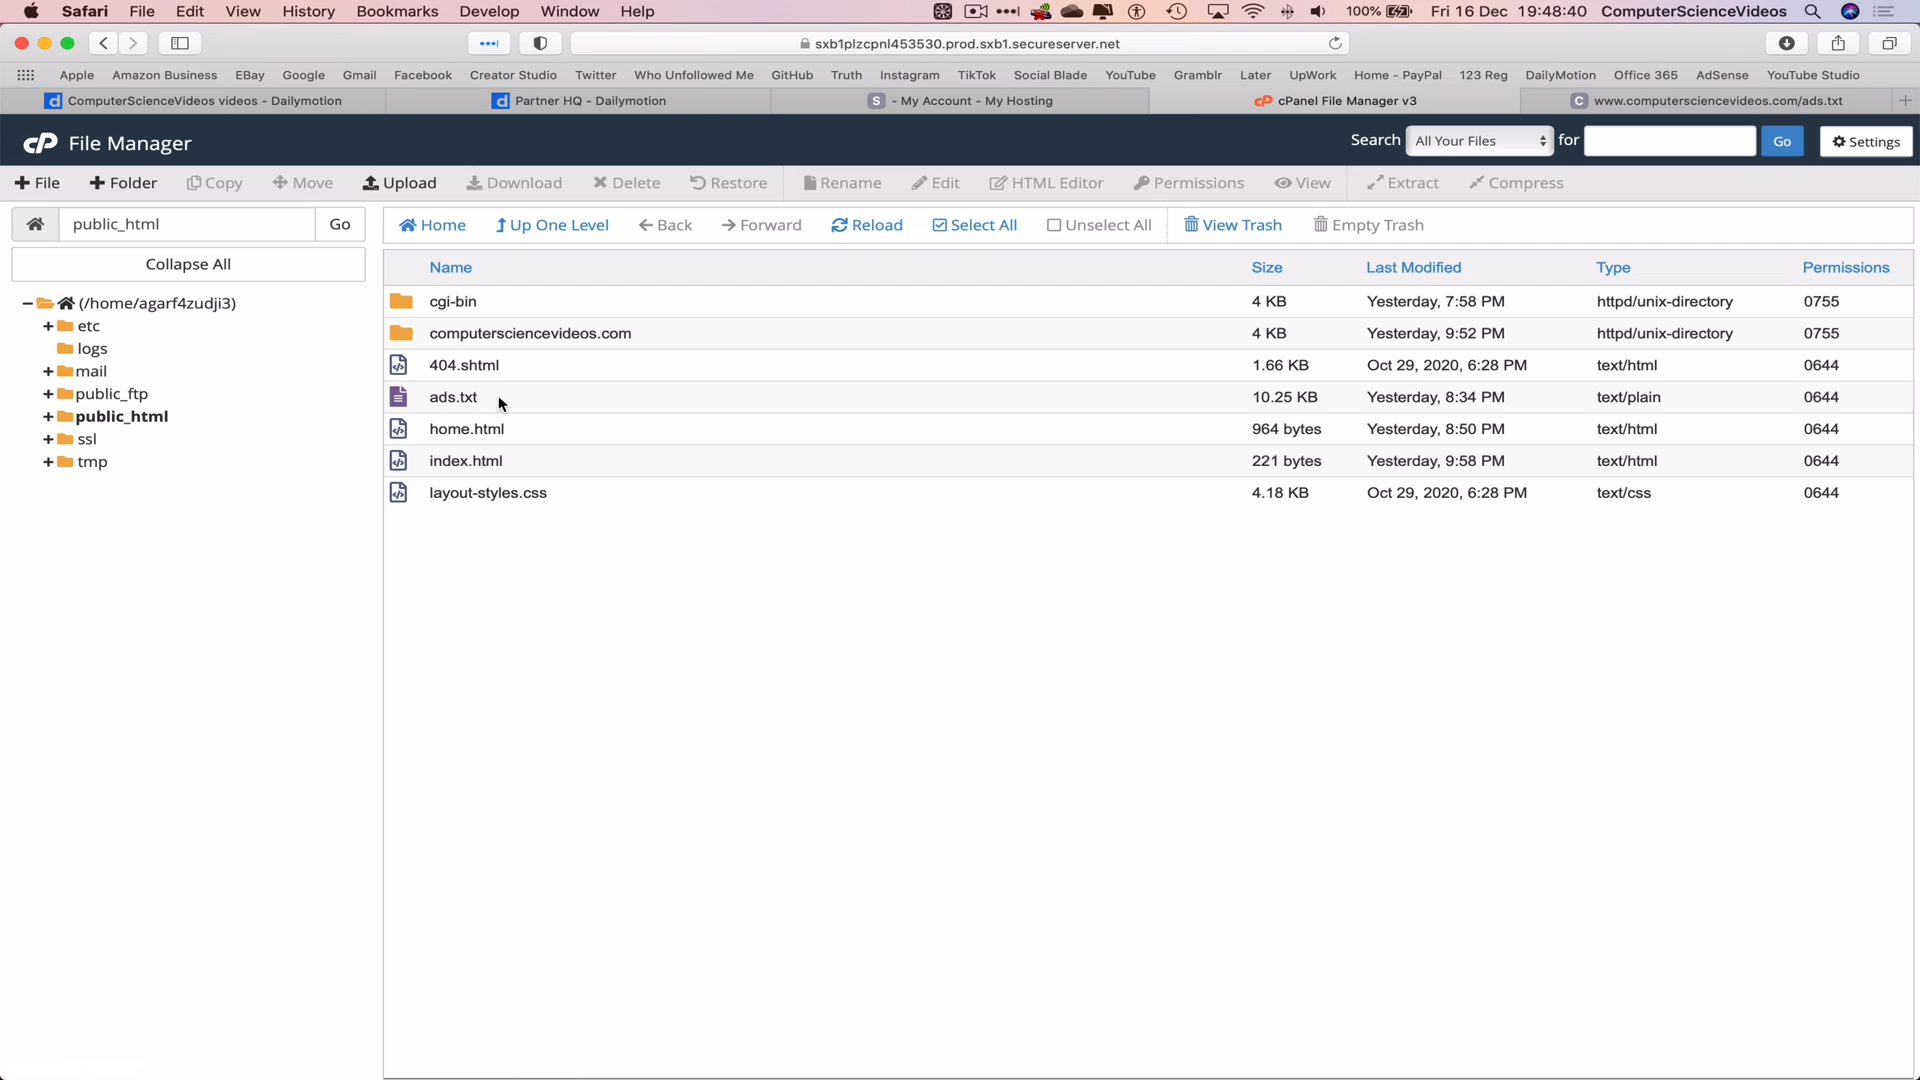 Safari File Edit View History Bookmarks Develop Window Help 100% Fri 16 Dec 19:48:40 ComputerScienceVideos
sxb1plzcpnl453530.prod.sxb1.secureserver.net
Apple Amazon Business EBay Google Gmail Facebook Creator Studio Twitter Who Unfollowed Me GitHub Truth Instagram TikTok Social Blade YouTube Gramblr Later UpWork Home - PayPal 123 Reg DailyMotion Office 365 AdSense YouTube Studio
d ComputerScienceVideos videos - Dailymotion d Partner HQ - Dailymotion S - My Account - My Hosting cP cPanel File Manager v3 C www.computersciencevideos.com/ads.txt
cP File Manager Search All Your Files for Go Settings
File Folder Copy Move Upload Download Delete Restore Rename Edit HTML Editor Permissions View Extract Compress
public_html Go Home Up One Level Back Forward Reload Select All Unselect All View Trash Empty Trash
Collapse All
(/home/agarf4zudji3)
etc
logs
mail
public_ftp
public_html
ssl
tmp
Name Size Last Modified Type Permissions
cgi-bin 4 KB Yesterday, 7:58 PM httpd/unix-directory 0755
computersciencevideos.com 4 KB Yesterday, 9:52 PM httpd/unix-directory 0755
404.shtml 1.66 KB Oct 29, 2020, 6:28 PM text/html 0644
ads.txt 10.25 KB Yesterday, 8:34 PM text/plain 0644
home.html 964 bytes Yesterday, 8:50 PM text/html 0644
index.html 221 bytes Yesterday, 9:58 PM text/html 0644
layout-styles.css 4.18 KB Oct 29, 2020, 6:28 PM text/css 0644